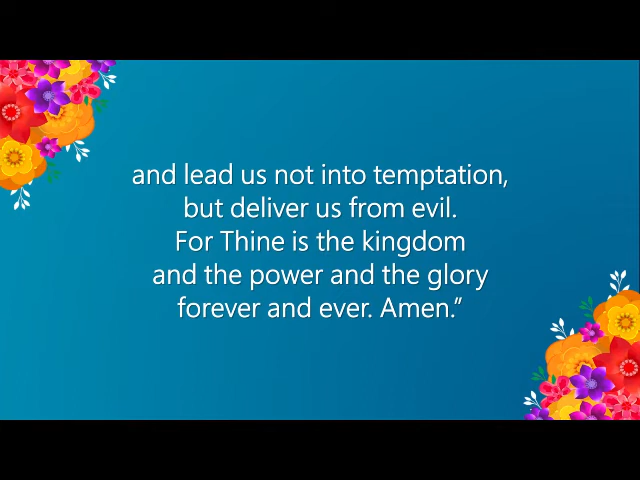 and lead us not into temptation,
but deliver us from evil.
For Thine is the kingdom
and the power and the glory
forever and ever. Amen.”